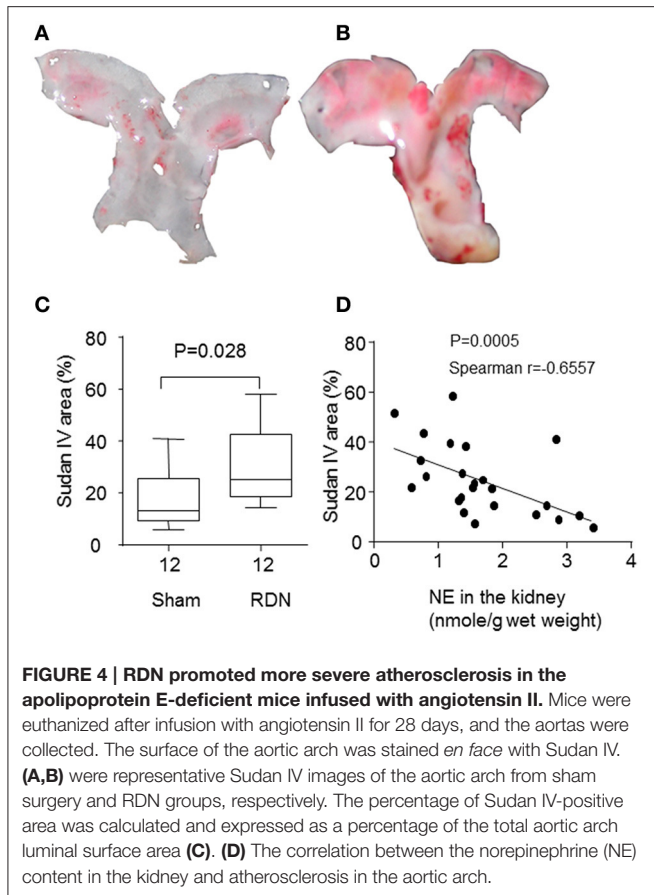 A
B
C
80
60
40
20
0
Sudan IV area (%)
P=0.028
12
12
Sham
RDN
D
80
60
40
20
0
Sudan IV area (%)
P=0.0005
Spearman r=-0.6557
0 1 2 3 4
NE in the kidney
(nmole/g wet weight)
FIGURE 4 | RDN promoted more severe atherosclerosis in the
apolipoprotein E-deficient mice infused with angiotensin II. Mice were
euthanized after infusion with angiotensin II for 28 days, and the aortas were
collected. The surface of the aortic arch was stained en face with Sudan IV.
(A,B) were representative Sudan IV images of the aortic arch from sham
surgery and RDN groups, respectively. The percentage of Sudan IV-positive
area was calculated and expressed as a percentage of the total aortic arch
luminal surface area (C). (D) The correlation between the norepinephrine (NE)
content in the kidney and atherosclerosis in the aortic arch.